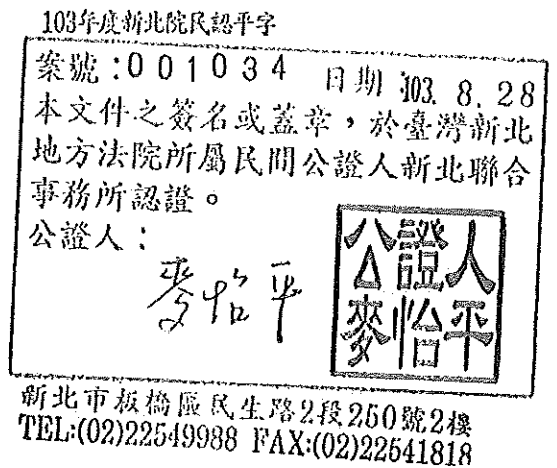 103年度新北院民認平字
案號:001034 日期:103. 8. 28
本文件之簽名或蓋章,於臺灣新北
地方法院所屬民間公證人新北聯合
事務所認證。
公證人:
麥怡平
公證人
麥怡平
新北市板橋區民生路2段250號2樓
TEL:(02)22549988 FAX:(02)22541818